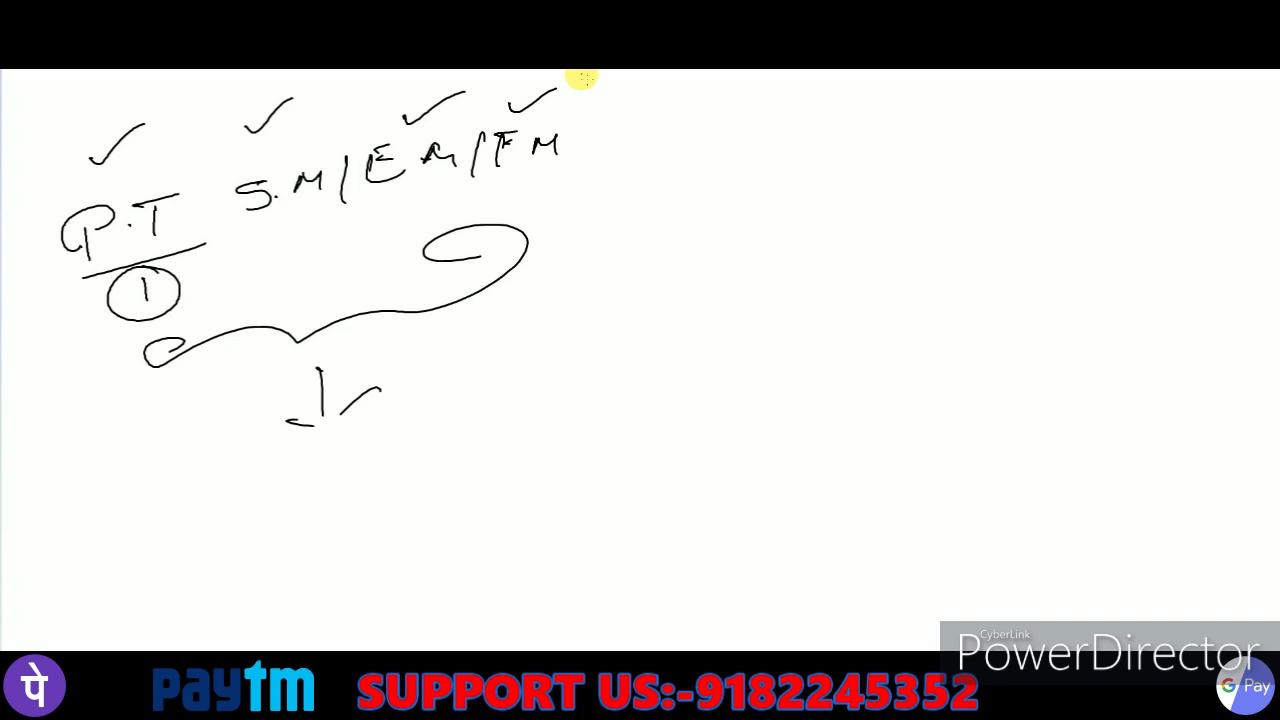 P.T S.M/EM/FM
1
CyberLink
PowerDirector
पे paytm SUPPORT US:-9182245352 G Pay